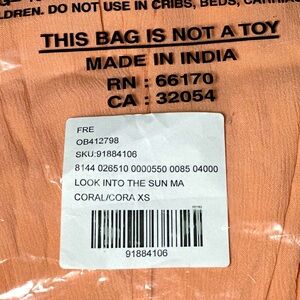 LDREN. DO NOT USE IN CRIBS, BEDS, CARRIA
THIS BAG IS NOT A TOY
MADE IN INDIA
RN : 66170
CA : 32054
FRE
OB412798
SKU:91884106
8144 026510 0000550 0085 04000
LOOK INTO THE SUN MA
CORAL/CORA XS
91884106